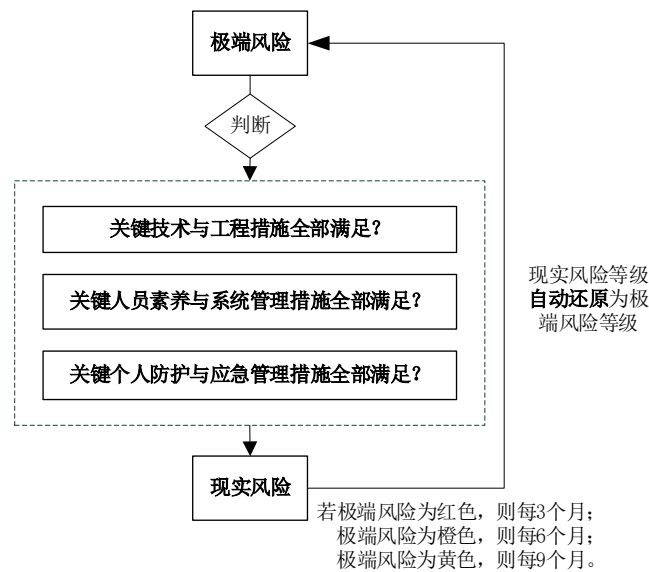 极端风险
判断
关键技术与工程措施全部满足？
关键人员素养与系统管理措施全部满足？
关键个人防护与应急管理措施全部满足？
现实风险等级
自动还原为极
端风险等级
现实风险
若极端风险为红色，则每3个月；
极端风险为橙色，则每6个月；
极端风险为黄色，则每9个月。